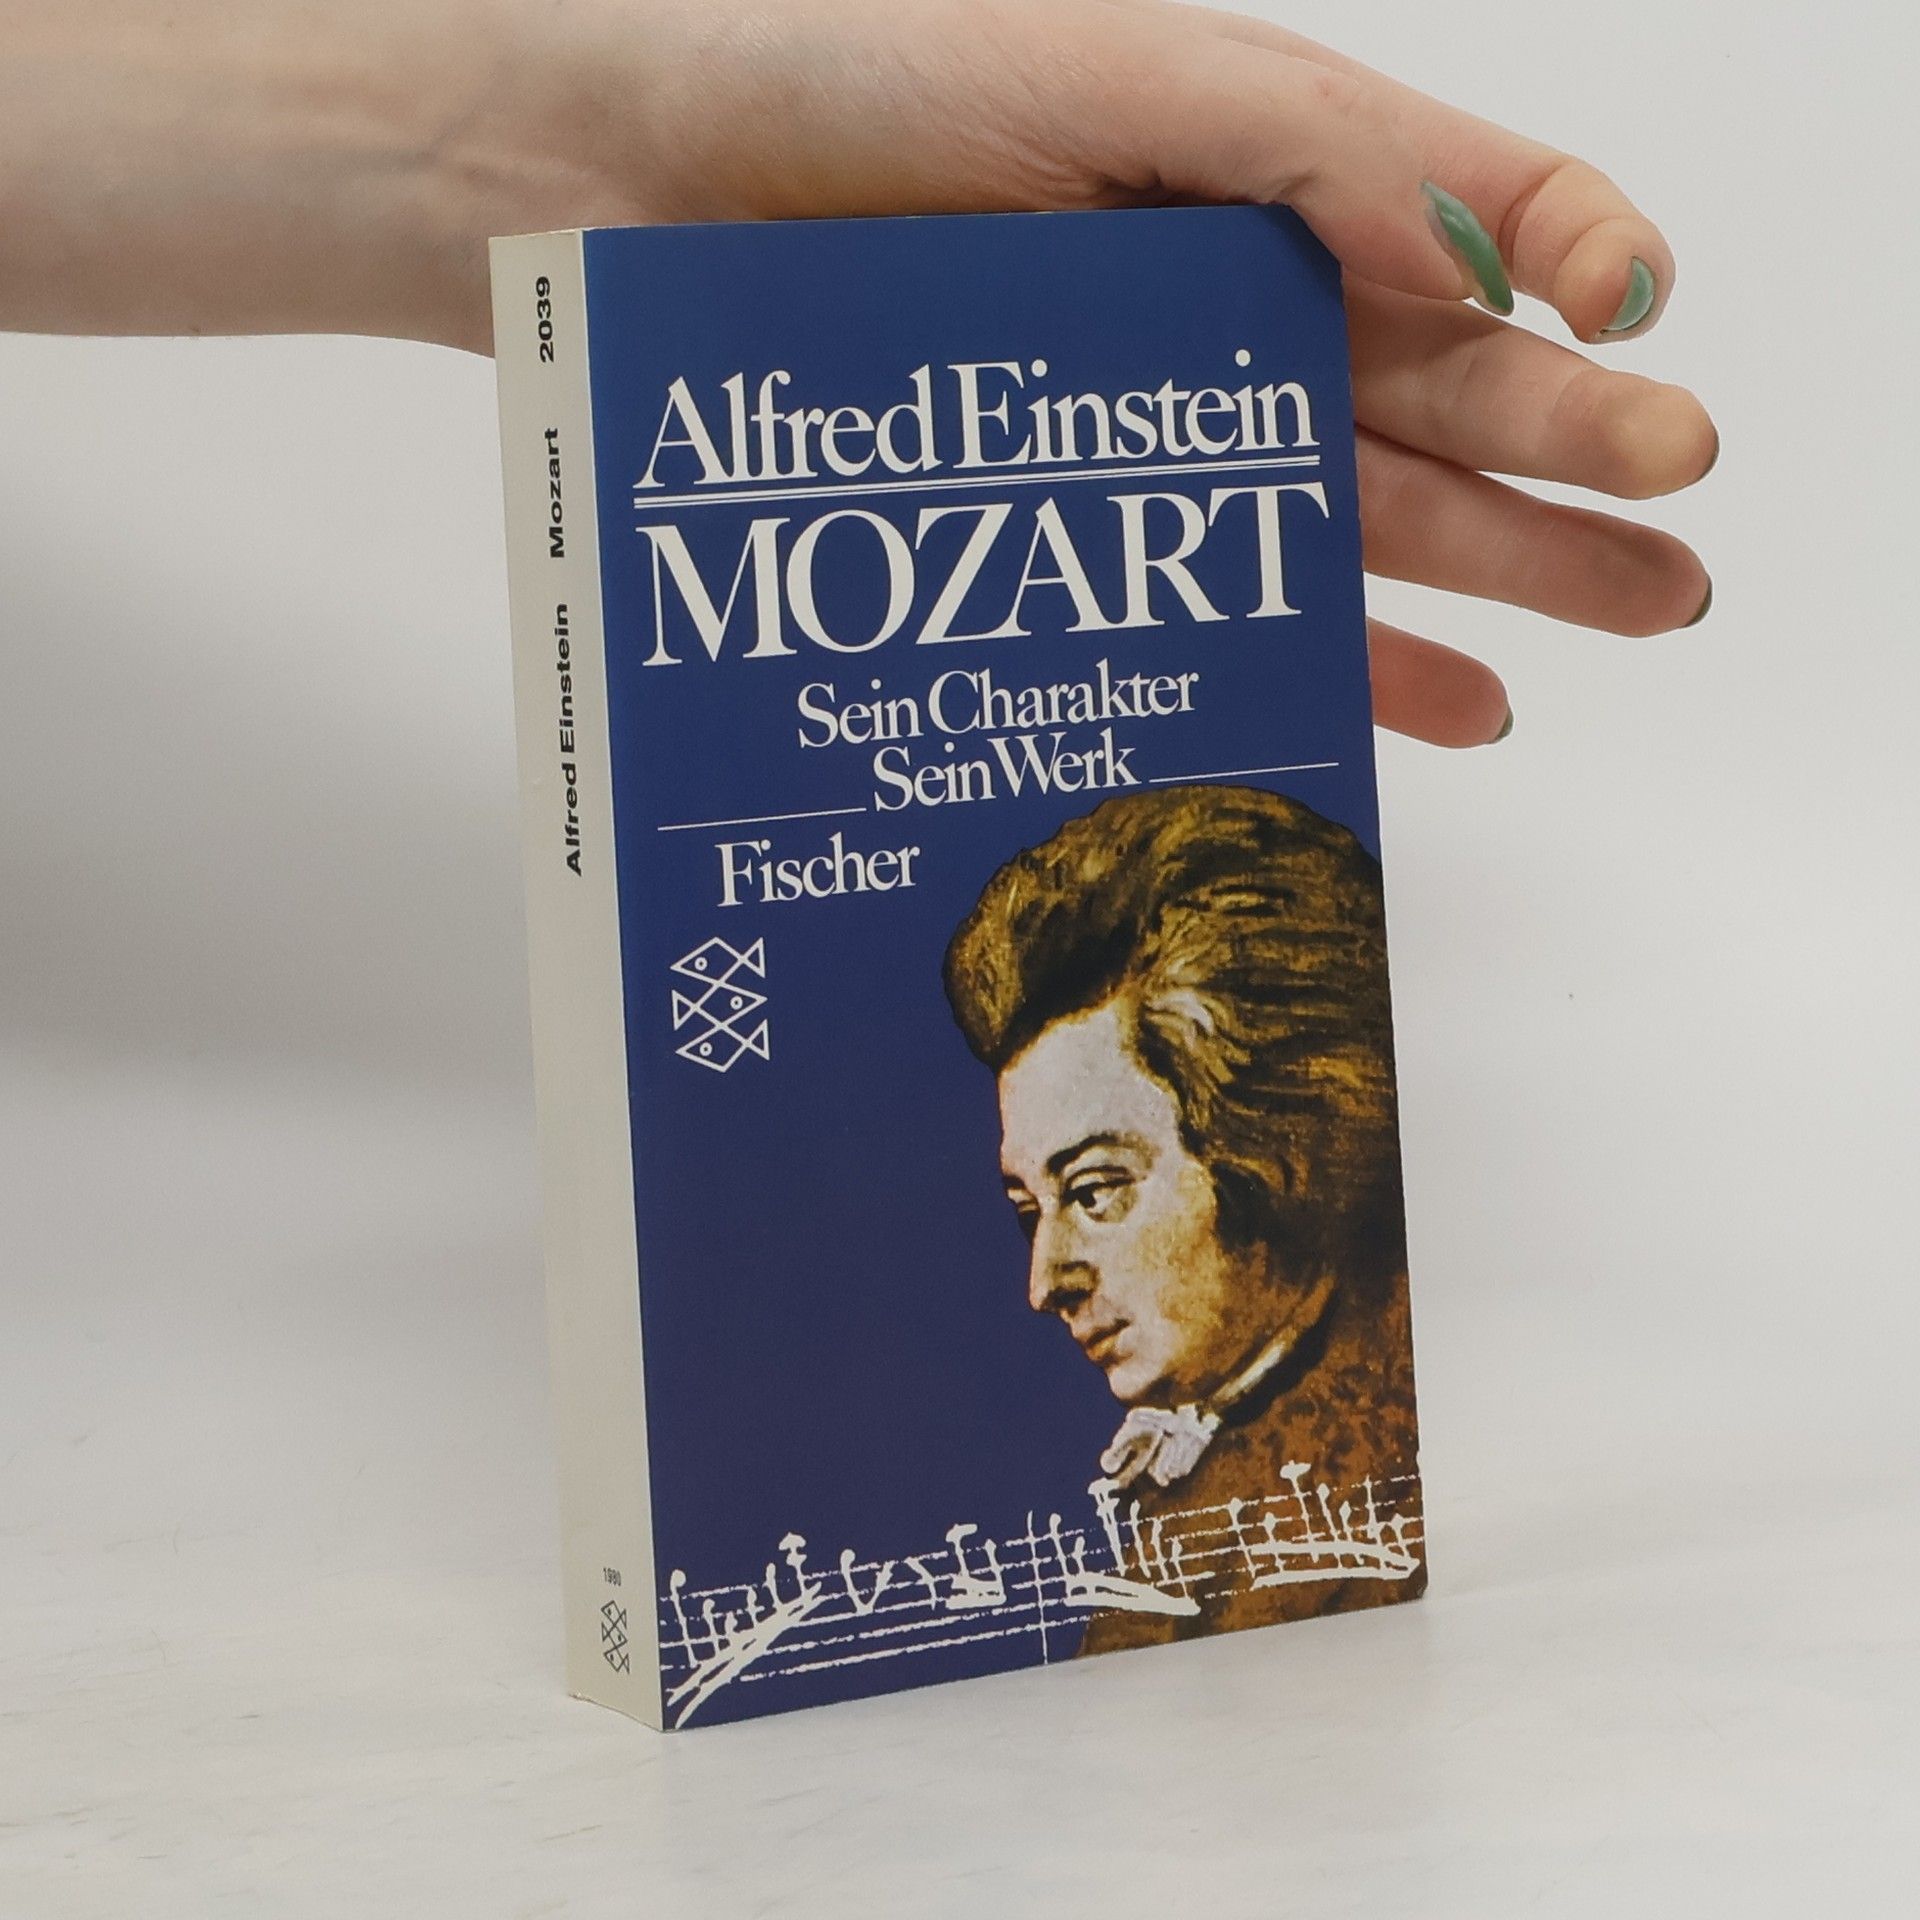 Alfred Einstein
MOZART
Sein Charakter
Sein Werk
Fischer
Alfred Einstein Mozart 2039
1980